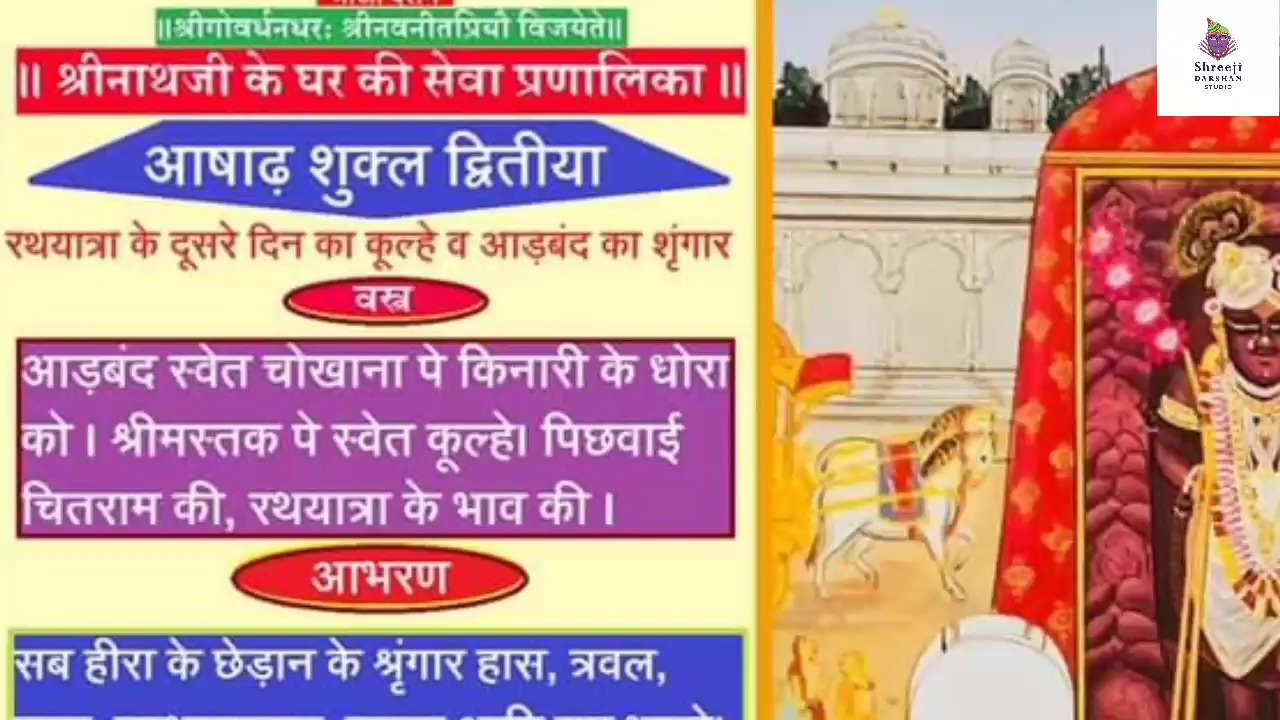 ॥श्रीगोवर्धनधरः श्रीनवनीतप्रियौ विजयेते॥
॥ श्रीनाथजी के घर की सेवा प्रणालिका ॥
आषाढ़ शुक्ल द्वितीया
रथयात्रा के दूसरे दिन का कूल्हे व आड़बंद का शृंगार
वस्त्र
आड़बंद स्वेत चोखाना पे किनारी के धोरा
को । श्रीमस्तक पे स्वेत कूल्हे। पिछवाई
चितराम की, रथयात्रा के भाव की ।
आभरण
सब हीरा के छेड़ान के श्रृंगार हास, त्रवल,
Shreeji
DARSHAN
STUDIO